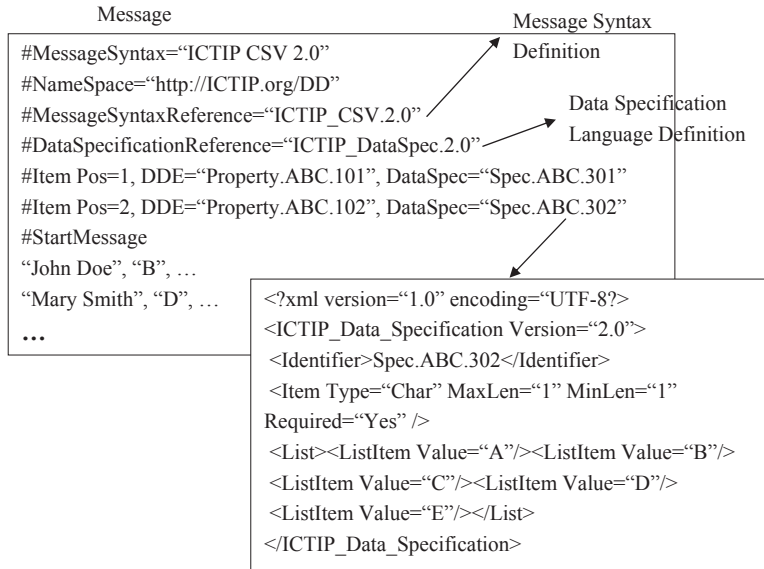 Message
#MessageSyntax=“ICTIP CSV 2.0”
#NameSpace=“http://ICTIP.org/DD”
#MessageSyntaxReference=“ICTIP_CSV.2.0”
#DataSpecificationReference=“ICTIP_DataSpec.2.0”
#Item Pos=1, DDE=“Property.ABC.101”, DataSpec=“Spec.ABC.301”
#Item Pos=2, DDE=“Property.ABC.102”, DataSpec=“Spec.ABC.302”
#StartMessage
“John Doe”, “B”, …
“Mary Smith”, “D”, …
…
Message Syntax
Definition
Data Specification
Language Definition
<?xml version=“1.0” encoding=“UTF-8?>
<ICTIP_Data_Specification Version=“2.0”>
<Identifier>Spec.ABC.302</Identifier>
<Item Type=“Char” MaxLen=“1” MinLen=“1”
Required=“Yes” />
<List><ListItem Value=“A”/><ListItem Value=“B”/>
<ListItem Value=“C”/><ListItem Value=“D”/>
<ListItem Value=“E”/></List>
</ICTIP_Data_Specification>